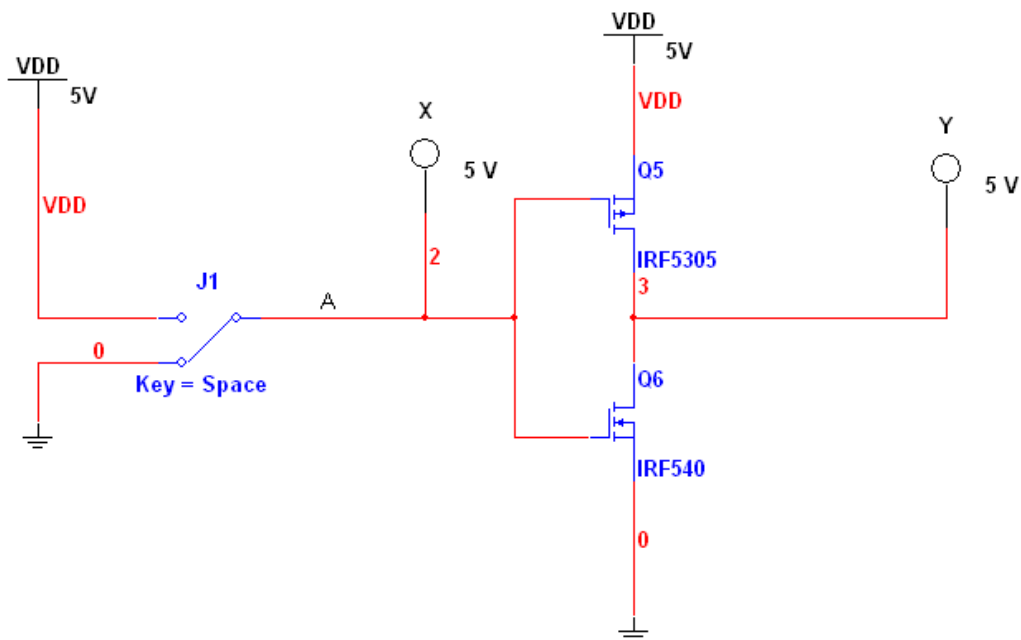 VDD
5V
VDD
5V
X
VDD
Y
5 V
Q5
5 V
VDD
2
IRF5305
J1
3
A
0
Key = Space
Q6
IRF540
0